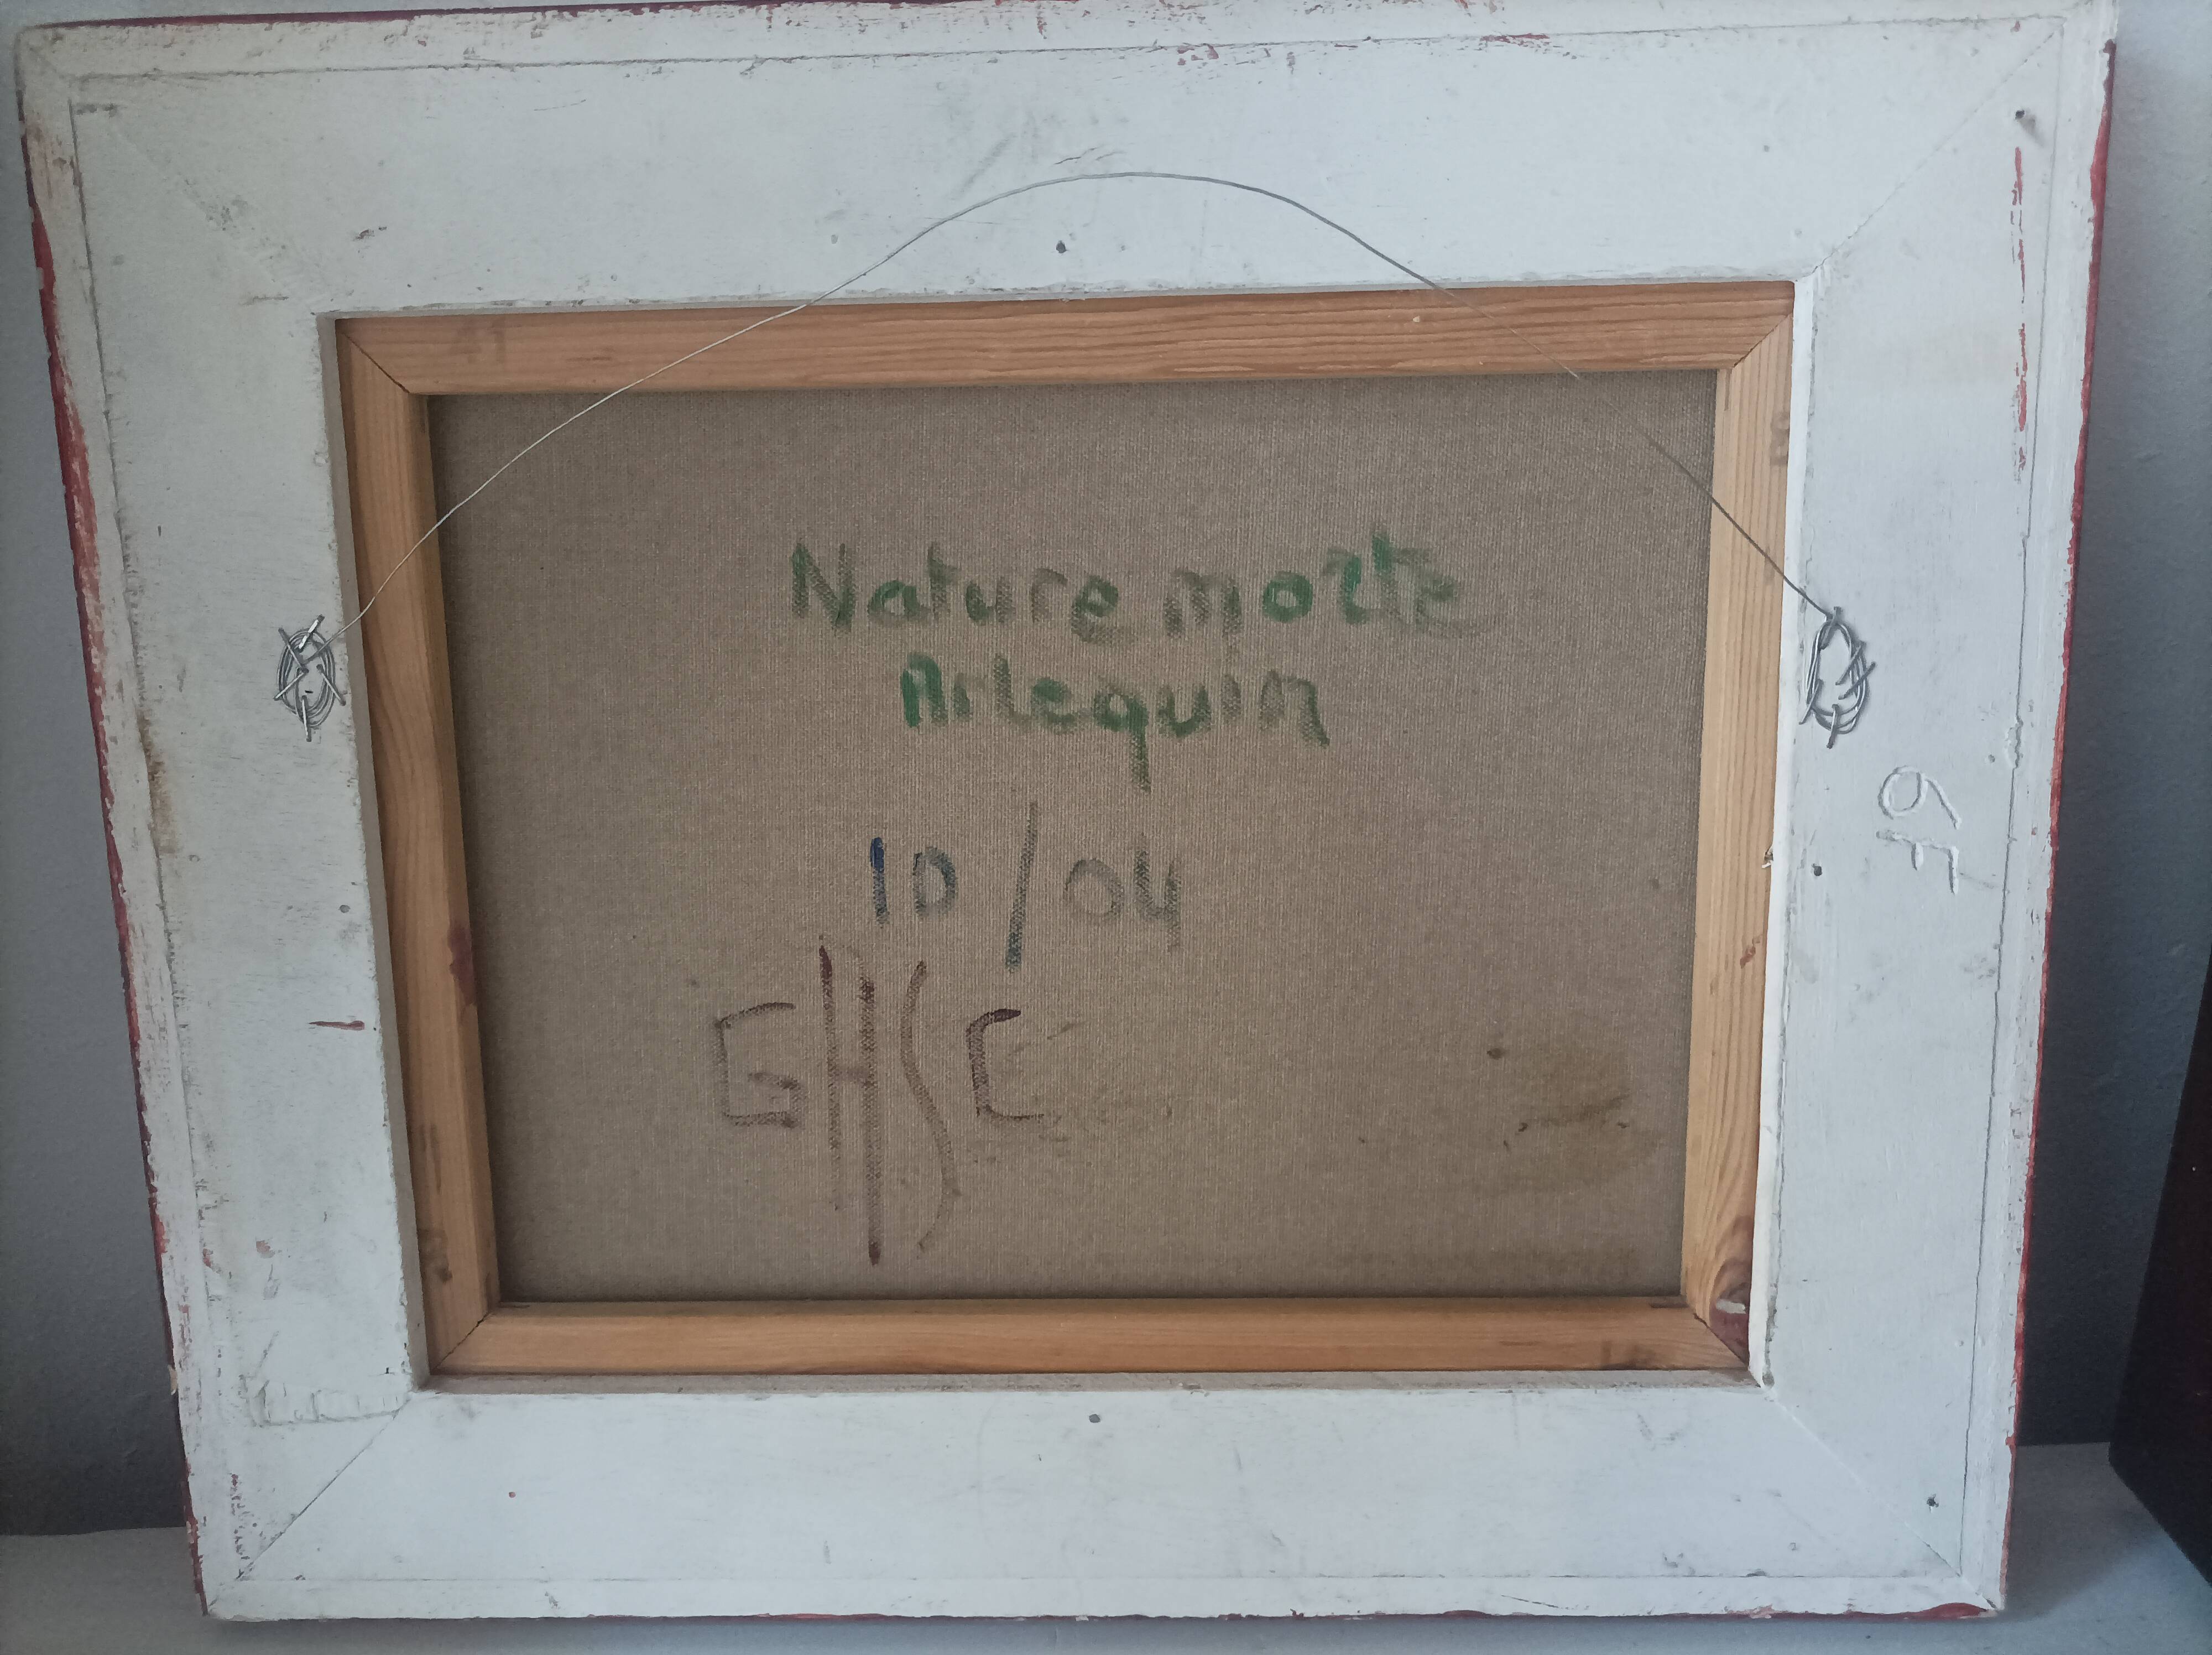 Nature morte
Arlequin
10/04
GHSC